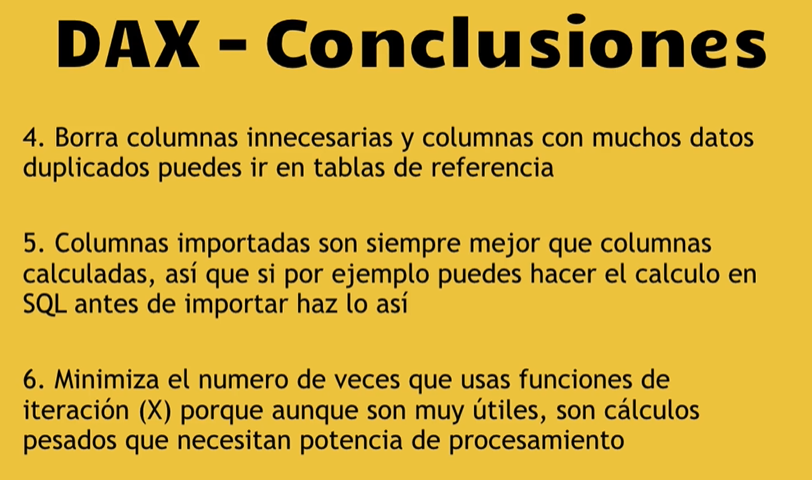 DAX - Conclusiones
4. Borra columnas innecesarias y columnas con muchos datos
duplicados puedes ir en tablas de referencia
5. Columnas importadas son siempre mejor que columnas
calculadas, así que si por ejemplo puedes hacer el calculo en
SQL antes de importar haz lo así
6. Minimiza el numero de veces que usas funciones de
iteración (X) porque aunque son muy útiles, son cálculos
pesados que necesitan potencia de procesamiento